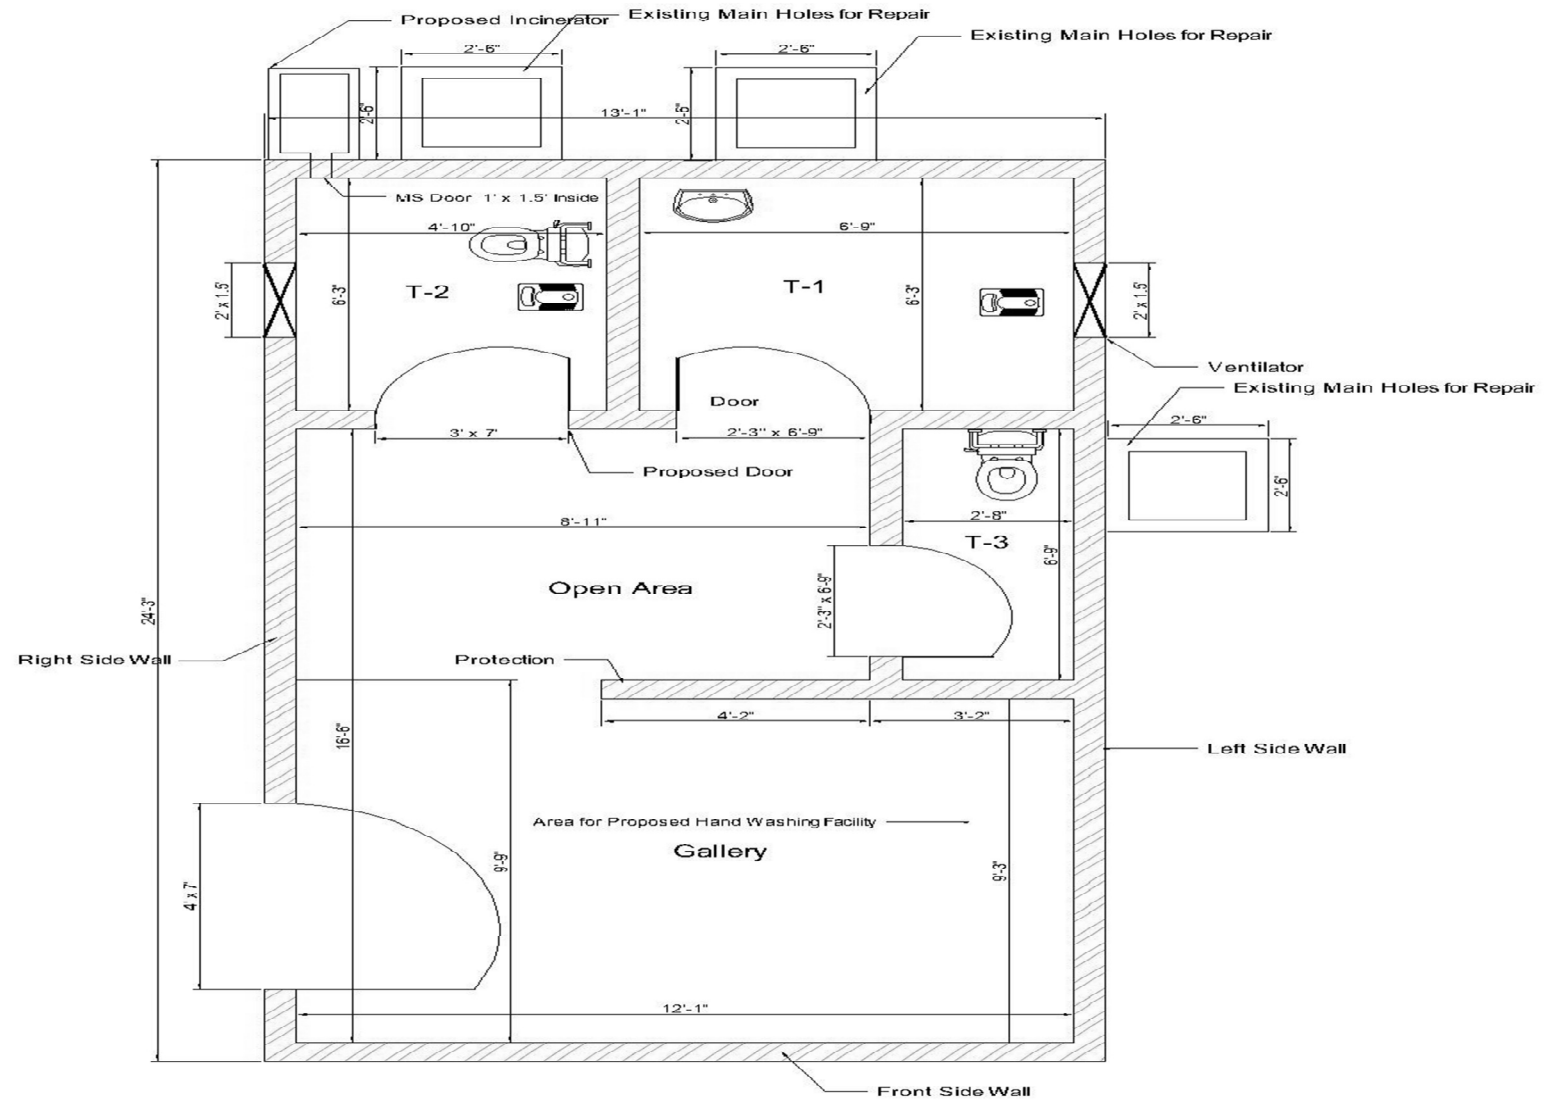 Proposed Incinerator
Existing Main Holes for Repair
Existing Main Holes for Repair
2'-6"
2'-6"
2'-6"
2'-6"
13'-1"
MS Door 1' x 1.5' Inside
4'-10"
6'-9"
2' x 1.5'
6'-3"
T-2
T-1
6'-3"
2' x 1.5'
Ventilator
Existing Main Holes for Repair
Door
3' x 7'
2'-3" x 6'-9"
2'-6"
Proposed Door
2'-6"
8'-11"
2'-8"
T-3
6'-9"
Open Area
2'-3" x 6'-9"
24'-3"
Right Side Wall
Protection
4'-2"
3'-2"
16'-6"
Left Side Wall
Area for Proposed Hand Washing Facility
Gallery
9'-9"
9'-3"
4' x 7'
12'-1"
Front Side Wall